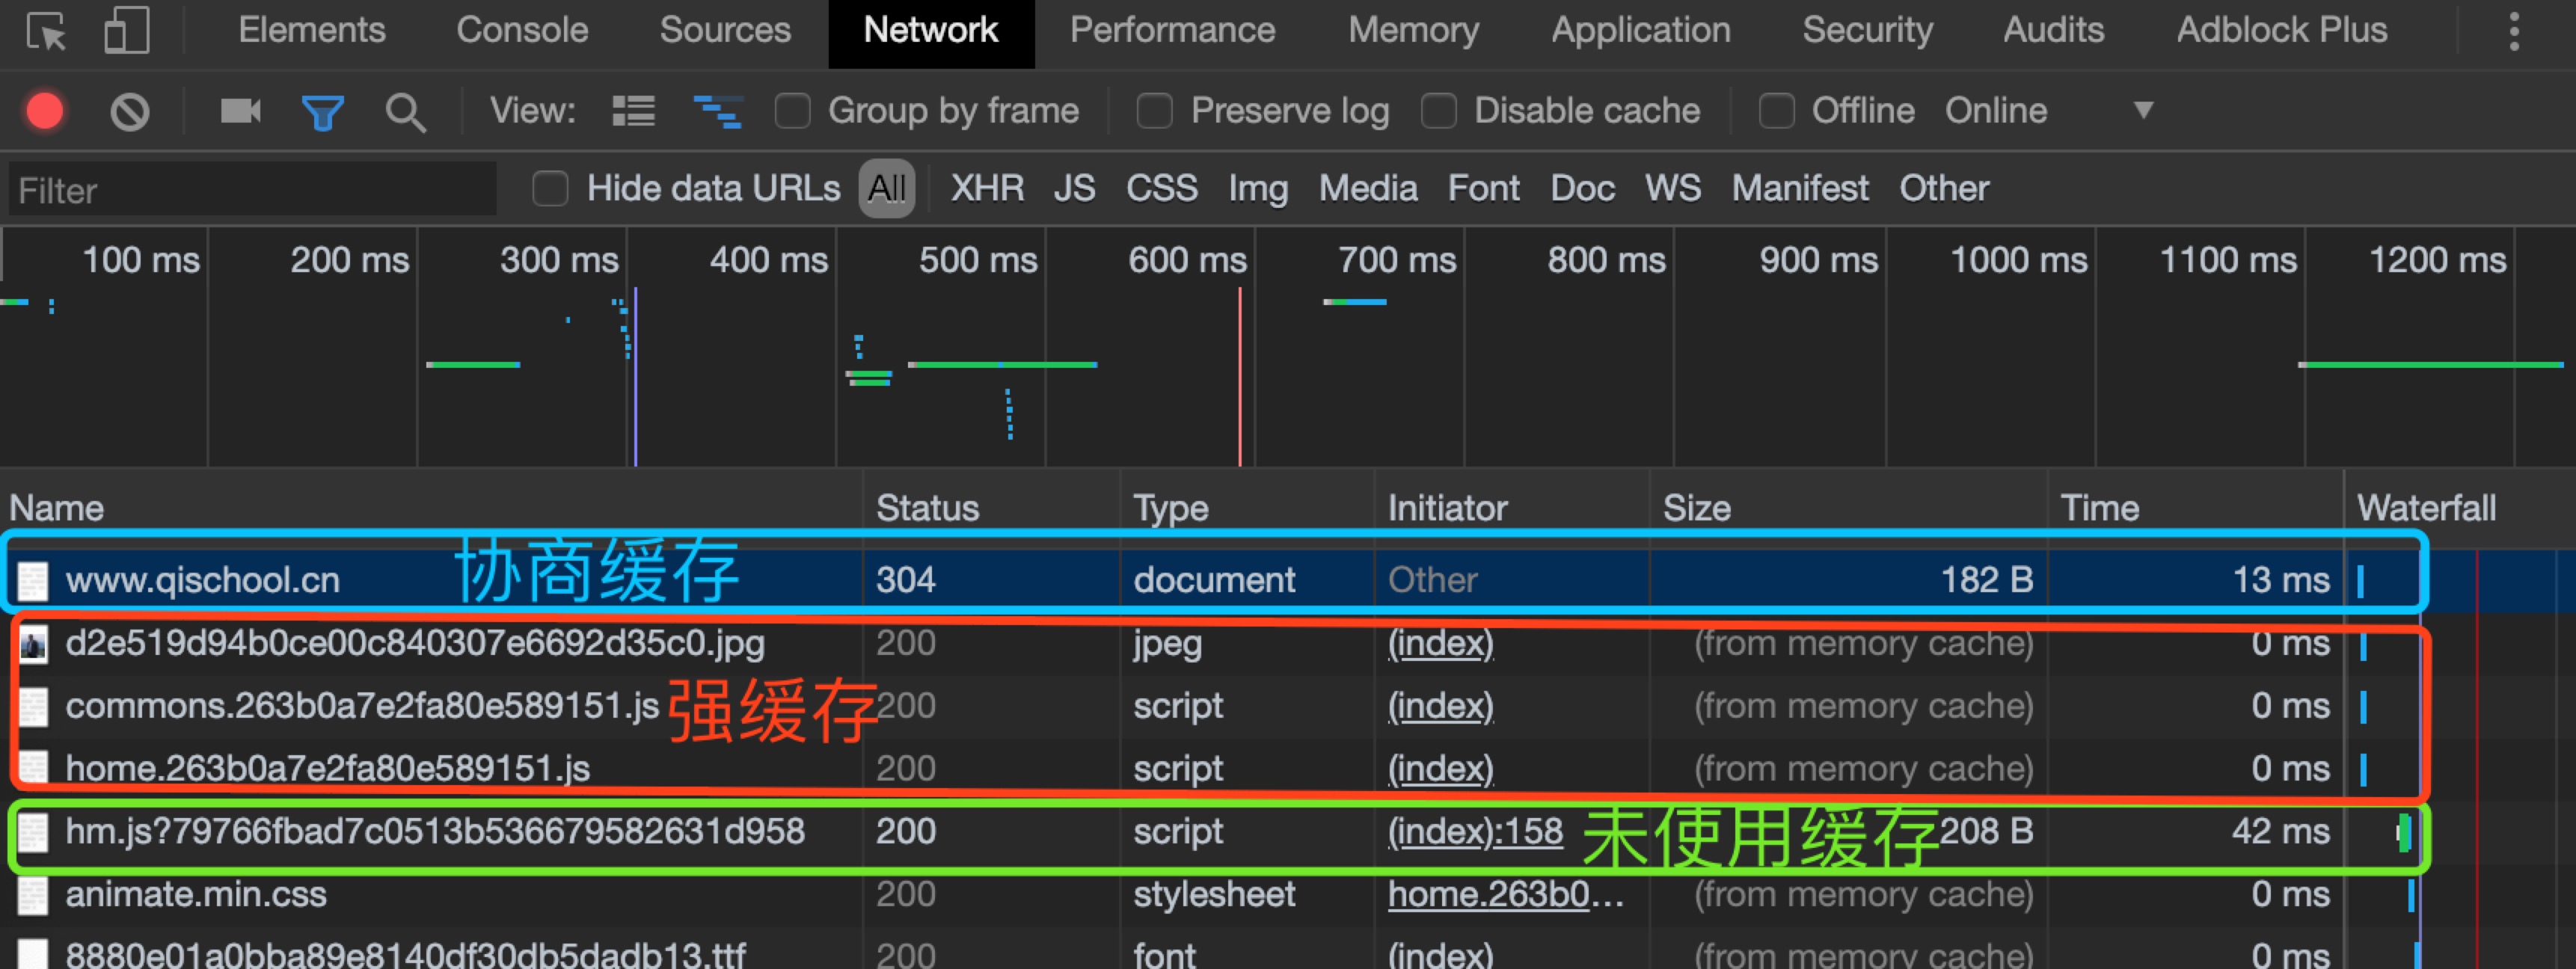 Elements Console Sources Network Performance Memory Application Security Audits Adblock Plus
View: Group by frame Preserve log Disable cache Offline Online
Filter Hide data URLs All XHR JS CSS Img Media Font Doc WS Manifest Other
100 ms 200 ms 300 ms 400 ms 500 ms 600 ms 700 ms 800 ms 900 ms 1000 ms 1100 ms 1200 ms
Name Status Type Initiator Size Time Waterfall
www.qischool.cn 协商缓存 304 document Other 182 B 13 ms
d2e519d94b0ce00c840307e6692d35c0.jpg 200 jpeg (index) (from memory cache) 0 ms
commons.263b0a7e2fa80e589151.js 强缓存 200 script (index) (from memory cache) 0 ms
home.263b0a7e2fa80e589151.js 200 script (index) (from memory cache) 0 ms
hm.js?79766fbad7c0513b536679582631d958 200 script (index):158 未使用缓存 208 B 42 ms
animate.min.css 200 stylesheet home.263b0... (from memory cache) 0 ms
8880e01a0bba89e8140df30db5dadb13.ttf 200 font (index) (from memory cache) 0 ms